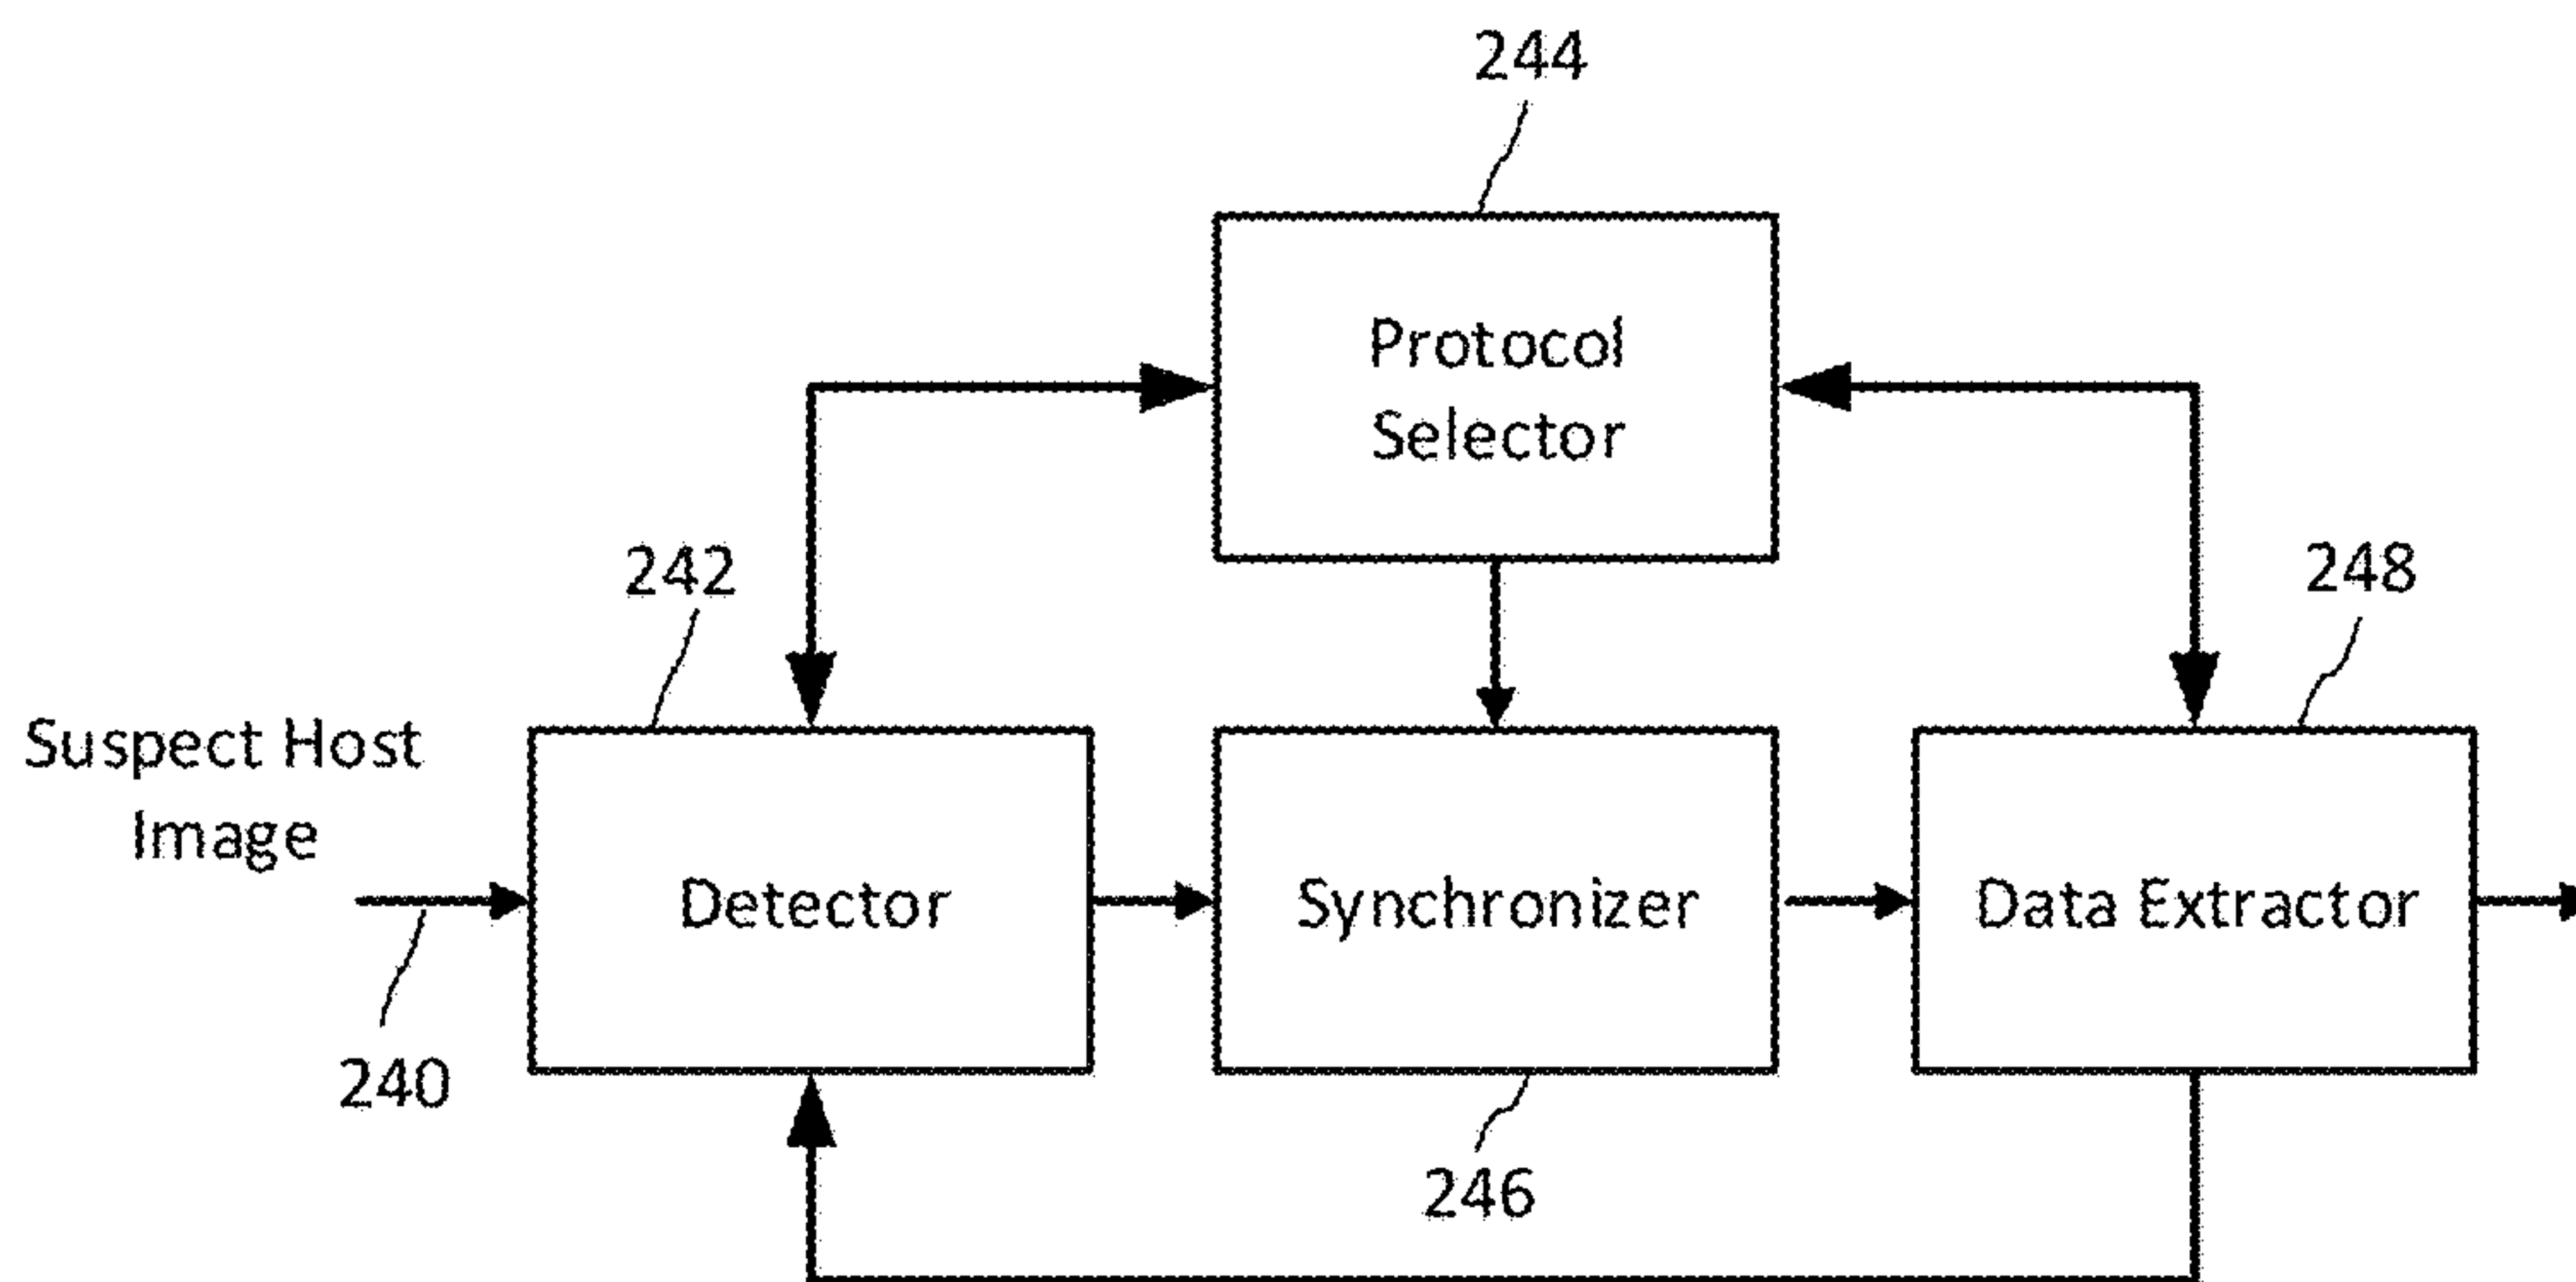 244
Protocol
Selector
242
248
Suspect Host
Image
Detector
Synchronizer
Data Extractor
240
246